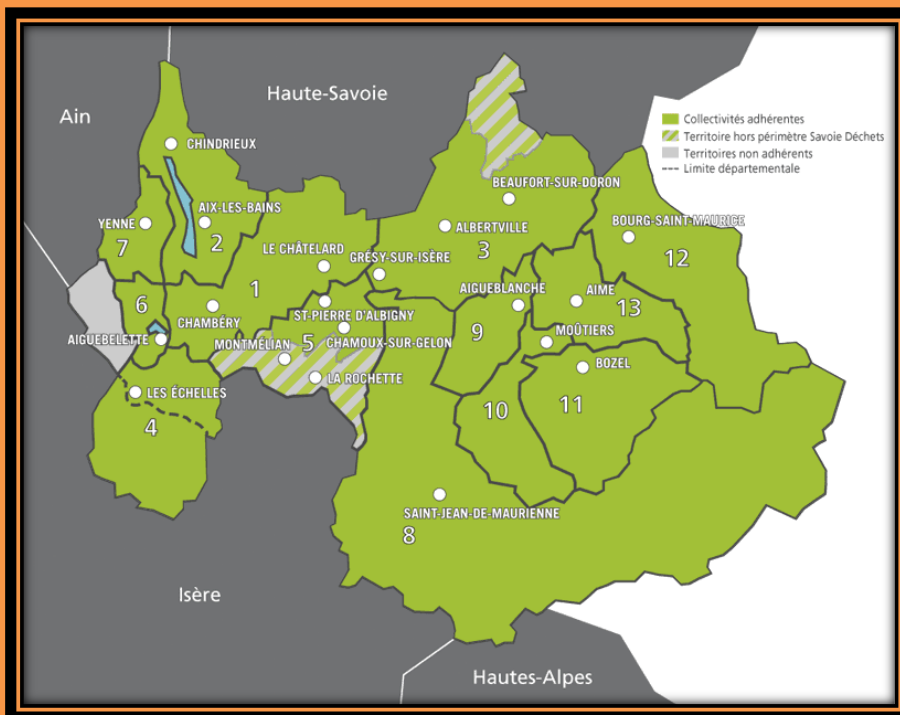 Haute-Savoie
Ain
Collectivités adhérentes
Territoire hors périmètre Savoie Déchets
Territoires non adhérents
Limite départementale
CHINDRIEUX
BEAUFORT-SUR-DORON
AIX-LES-BAINS
YENNE
7
2
ALBERTVILLE
3
BOURG-SAINT-MAURICE
12
LE CHÂTELARD
GRÉSY-SUR-ISÈRE
1
6
AIGUEBLANCHE
AIME
13
CHAMBÉRY
ST-PIERRE D'ALBIGNY
9
AIGUEBELETTE
MONTMÉLIAN
5
CHAMOUX-SUR-GELON
MOÛTIERS
BOZEL
LA ROCHETTE
LES ÉCHELLES
4
10
11
SAINT-JEAN-DE-MAURIENNE
8
Isère
Hautes-Alpes